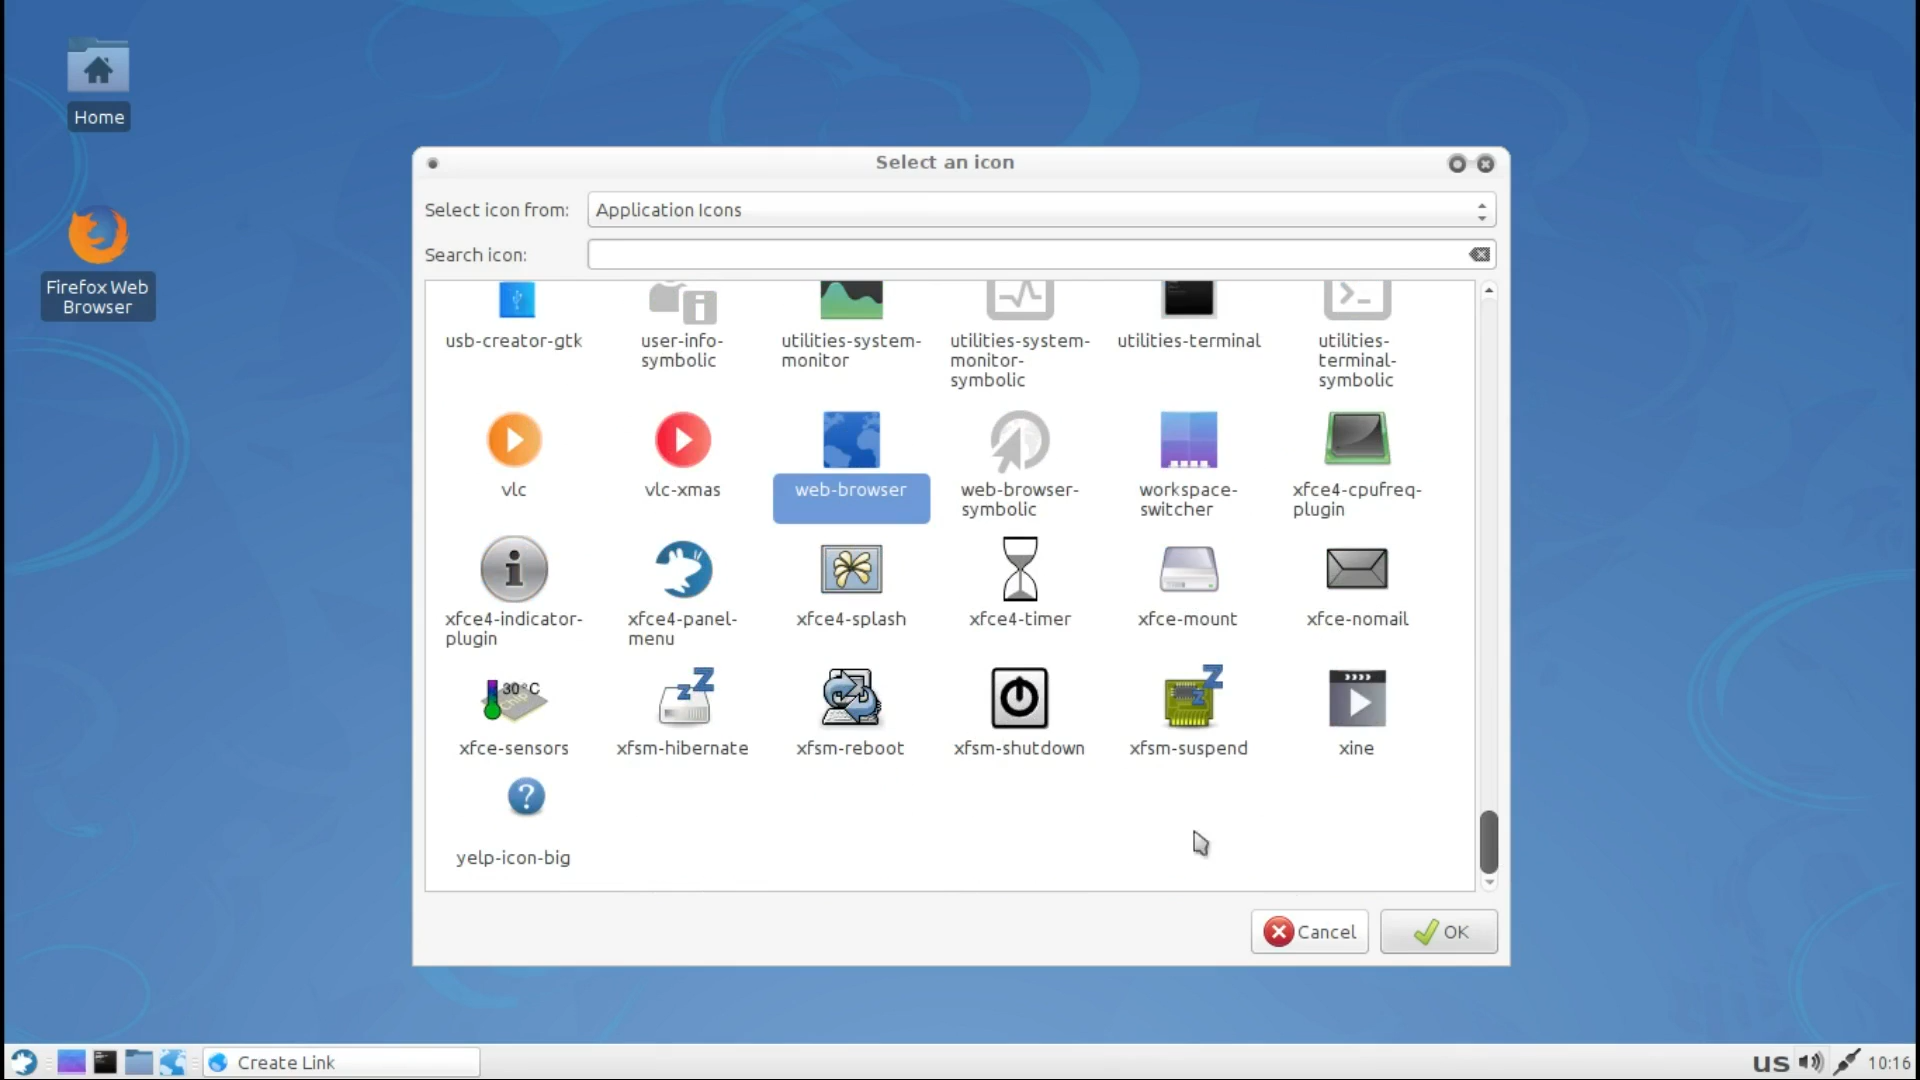 Home
Firefox Web
Browser
Select an icon
Select icon from:
Application Icons
Search icon:
usb-creator-gtk
user-info-
symbolic
utilities-system-
monitor
utilities-system-
monitor-
symbolic
utilities-terminal
utilities-
terminal-
symbolic
vlc
vlc-xmas
web-browser
web-browser-
symbolic
workspace-
switcher
xfce4-cpufreq-
plugin
xfce4-indicator-
plugin
xfce4-panel-
menu
xfce4-splash
xfce4-timer
xfce-mount
xfce-nomail
30°C
Chip
xfce-sensors
xfsm-hibernate
xfsm-reboot
xfsm-shutdown
xfsm-suspend
xine
yelp-icon-big
Cancel
OK
Create Link
us
10:16